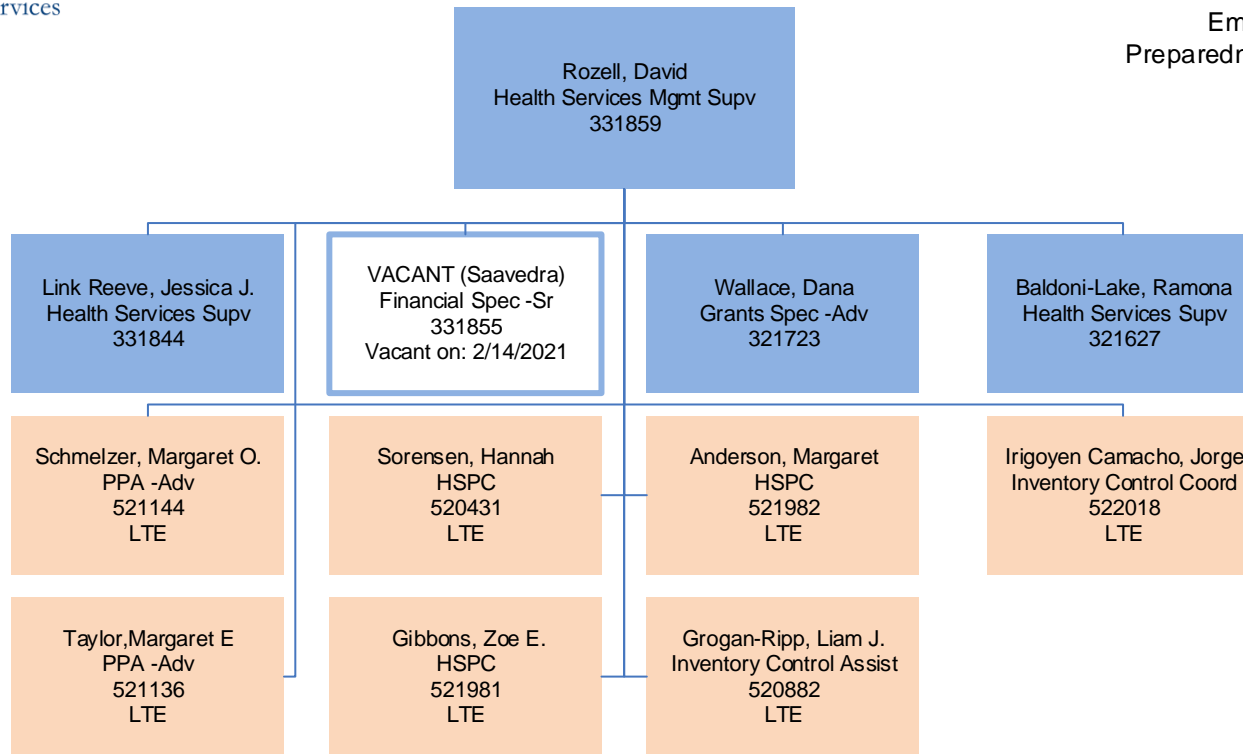 Rozell, David
Health Services Mgmt Supv
331859
Link Reeve, Jessica J.
Health Services Supv
331844
VACANT (Saavedra)
Financial Spec -Sr
331855
Vacant on: 2/14/2021
Wallace, Dana
Grants Spec -Adv
321723
Baldoni-Lake, Ramona
Health Services Supv
321627
Schmelzer, Margaret O.
PPA -Adv
521144
LTE
Sorensen, Hannah
HSPC
520431
LTE
Anderson, Margaret
HSPC
521982
LTE
Irigoyen Camacho, Jorge
Inventory Control Coord
522018
LTE
Taylor,Margaret E
PPA -Adv
521136
LTE
Gibbons, Zoe E.
HSPC
521981
LTE
Grogan-Ripp, Liam J.
Inventory Control Assist
520882
LTE